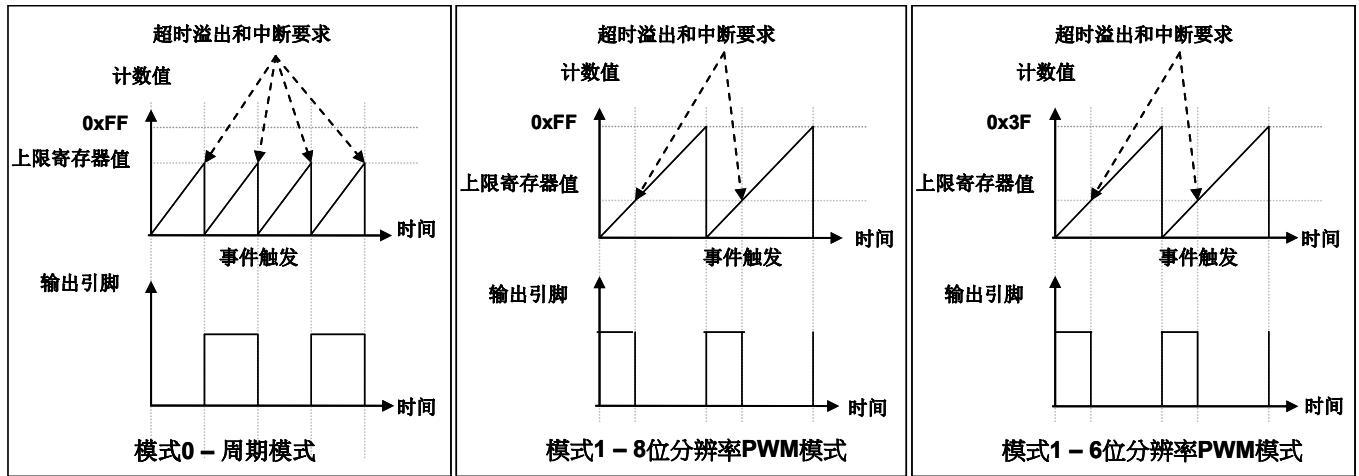 超时溢出和中断要求
计数值
0xFF
上限寄存器值
时间
事件触发
输出引脚
时间
模式0 – 周期模式
超时溢出和中断要求
计数值
0xFF
上限寄存器值
时间
事件触发
输出引脚
时间
模式1 – 8位分辨率PWM模式
超时溢出和中断要求
计数值
0x3F
上限寄存器值
时间
事件触发
输出引脚
时间
模式1 – 6位分辨率PWM模式